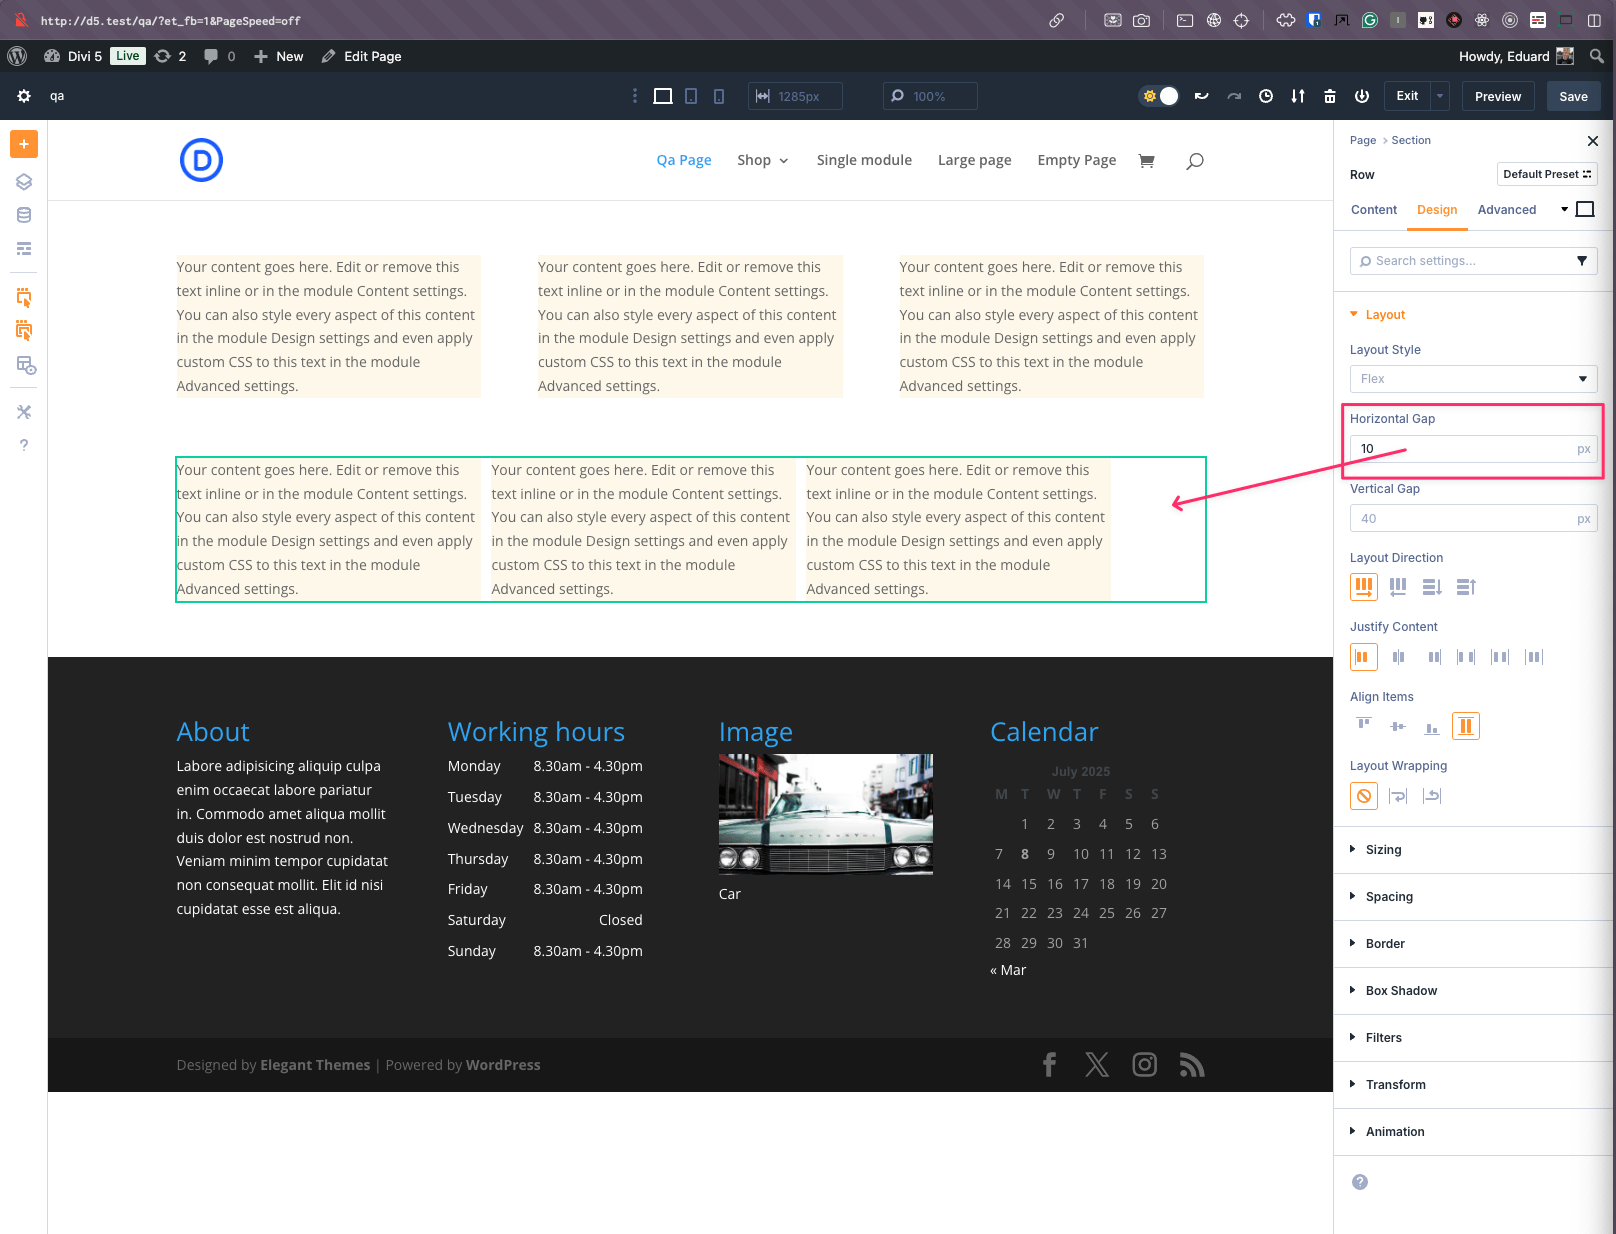 http://d5.test/qa/?et_fb=1&PageSpeed=off
Divi 5 Live 2 0 New Edit Page Howdy, Eduard
qa 1285px 100% Exit Preview Save
D Qa Page Shop Single module Large page Empty Page
Page > Section
Row Default Preset
Content Design Advanced
Search settings...
Layout
Layout Style
Flex
Horizontal Gap
10 px
Vertical Gap
40 px
Layout Direction
Justify Content
Align Items
Layout Wrapping
Sizing
Spacing
Border
Box Shadow
Filters
Transform
Animation
?
Your content goes here. Edit or remove this
text inline or in the module Content settings.
You can also style every aspect of this content
in the module Design settings and even apply
custom CSS to this text in the module
Advanced settings.
Your content goes here. Edit or remove this
text inline or in the module Content settings.
You can also style every aspect of this content
in the module Design settings and even apply
custom CSS to this text in the module
Advanced settings.
Your content goes here. Edit or remove this
text inline or in the module Content settings.
You can also style every aspect of this content
in the module Design settings and even apply
custom CSS to this text in the module
Advanced settings.
Your content goes here. Edit or remove this
text inline or in the module Content settings.
You can also style every aspect of this content
in the module Design settings and even apply
custom CSS to this text in the module
Advanced settings.
Your content goes here. Edit or remove this
text inline or in the module Content settings.
You can also style every aspect of this content
in the module Design settings and even apply
custom CSS to this text in the module
Advanced settings.
Your content goes here. Edit or remove this
text inline or in the module Content settings.
You can also style every aspect of this content
in the module Design settings and even apply
custom CSS to this text in the module
Advanced settings.
About
Labore adipisicing aliquip culpa
enim occaecat labore pariatur
in. Commodo amet aliqua mollit
duis dolor est nostrud non.
Veniam minim tempor cupidatat
non consequat mollit. Elit id nisi
cupidatat esse est aliqua.
Working hours
Monday 8.30am - 4.30pm
Tuesday 8.30am - 4.30pm
Wednesday 8.30am - 4.30pm
Thursday 8.30am - 4.30pm
Friday 8.30am - 4.30pm
Saturday Closed
Sunday 8.30am - 4.30pm
Image
Car
Calendar
July 2025
M T W T F S S
1 2 3 4 5 6
7 8 9 10 11 12 13
14 15 16 17 18 19 20
21 22 23 24 25 26 27
28 29 30 31
« Mar
Designed by Elegant Themes | Powered by WordPress